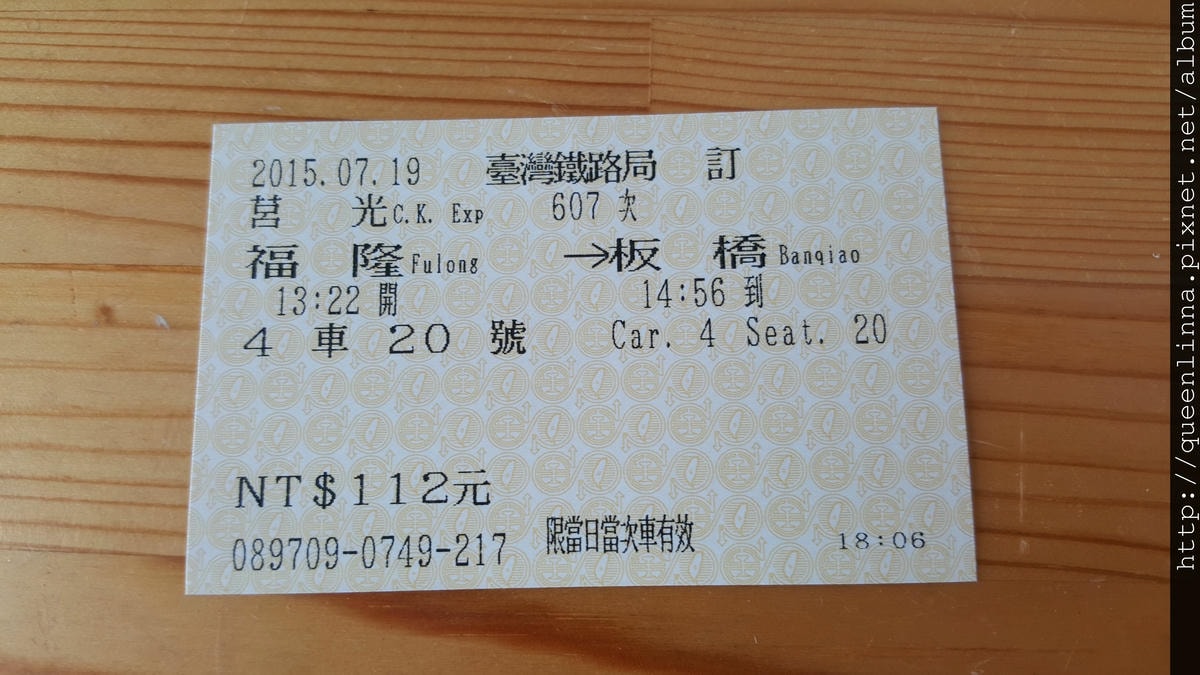 2015.07.19 臺灣鐵路局 訂
莒 光 C.K. Exp 607 次
福 隆 Fulong →板 橋 Banqiao
13:22 開 14:56 到
4 車 20 號 Car. 4 Seat. 20
NT$112元
089709-0749-217 限當日當次車有效 18:06
http://queenlinna.pixnet.net/album